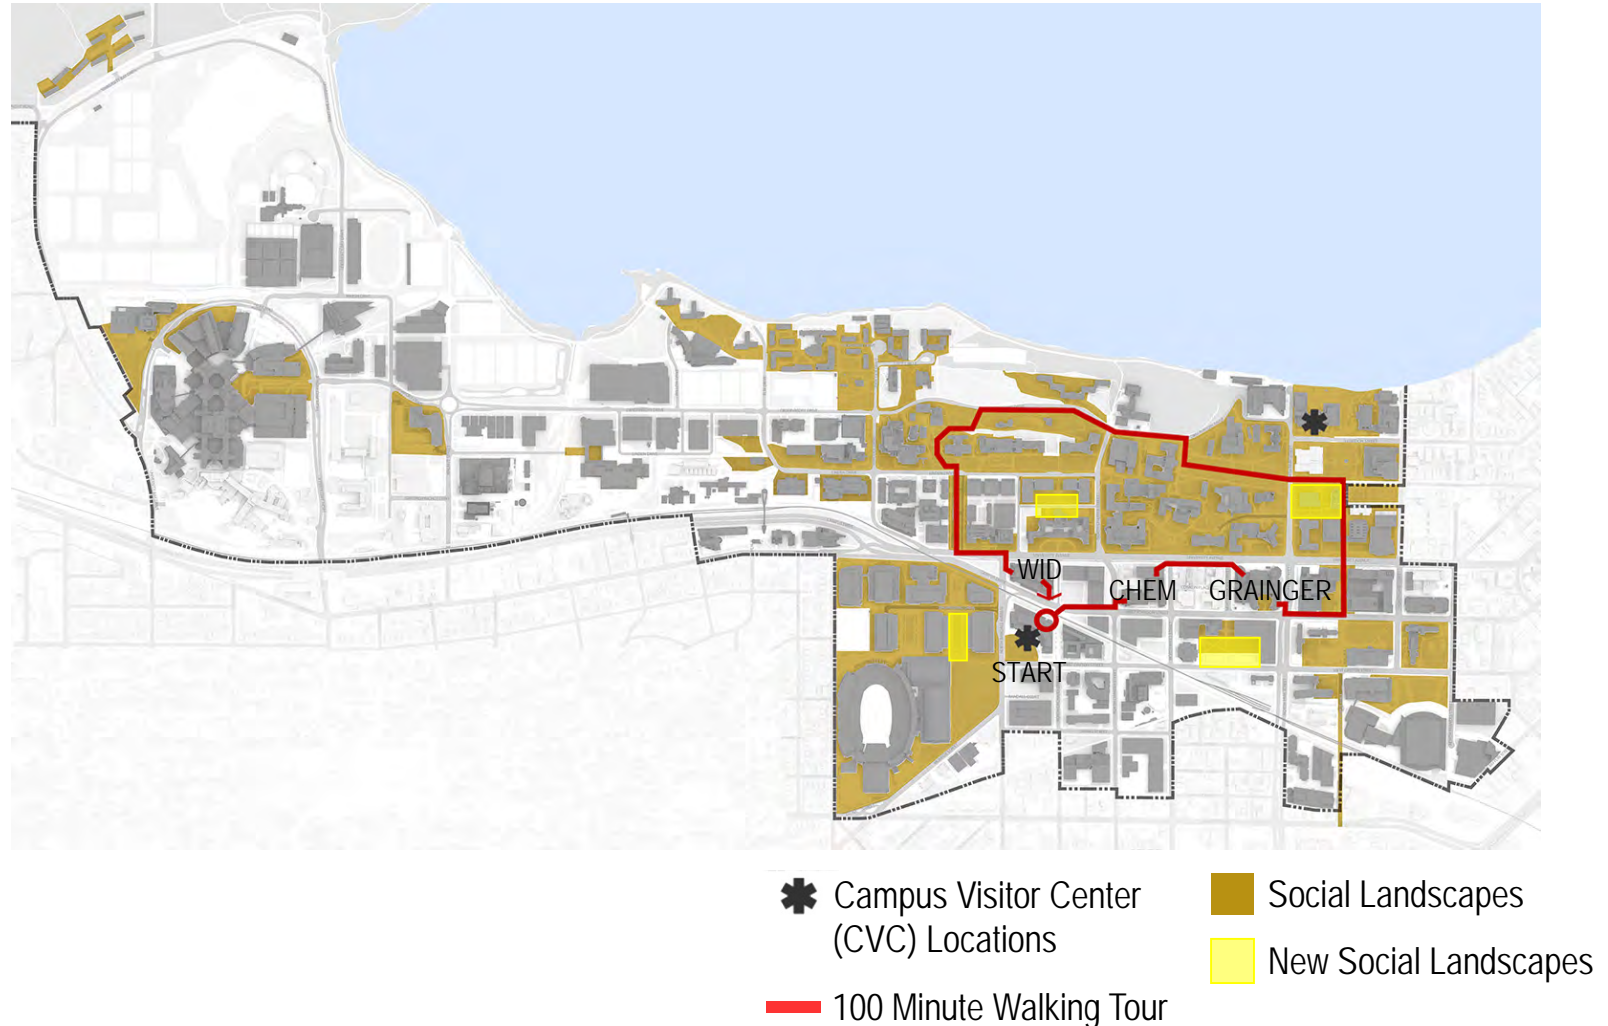 WID
CHEM GRAINGER
START
Campus Visitor Center
(CVC) Locations
100 Minute Walking Tour
Social Landscapes
New Social Landscapes